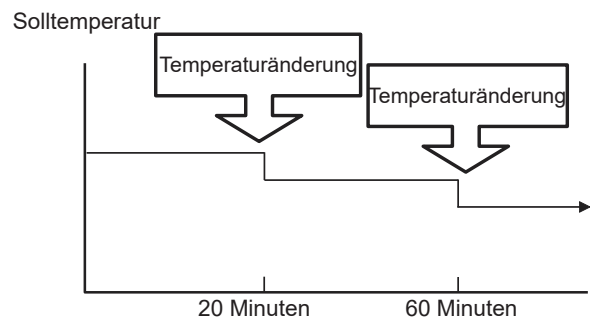 Solltemperatur
Temperaturänderung
Temperaturänderung
20 Minuten
60 Minuten